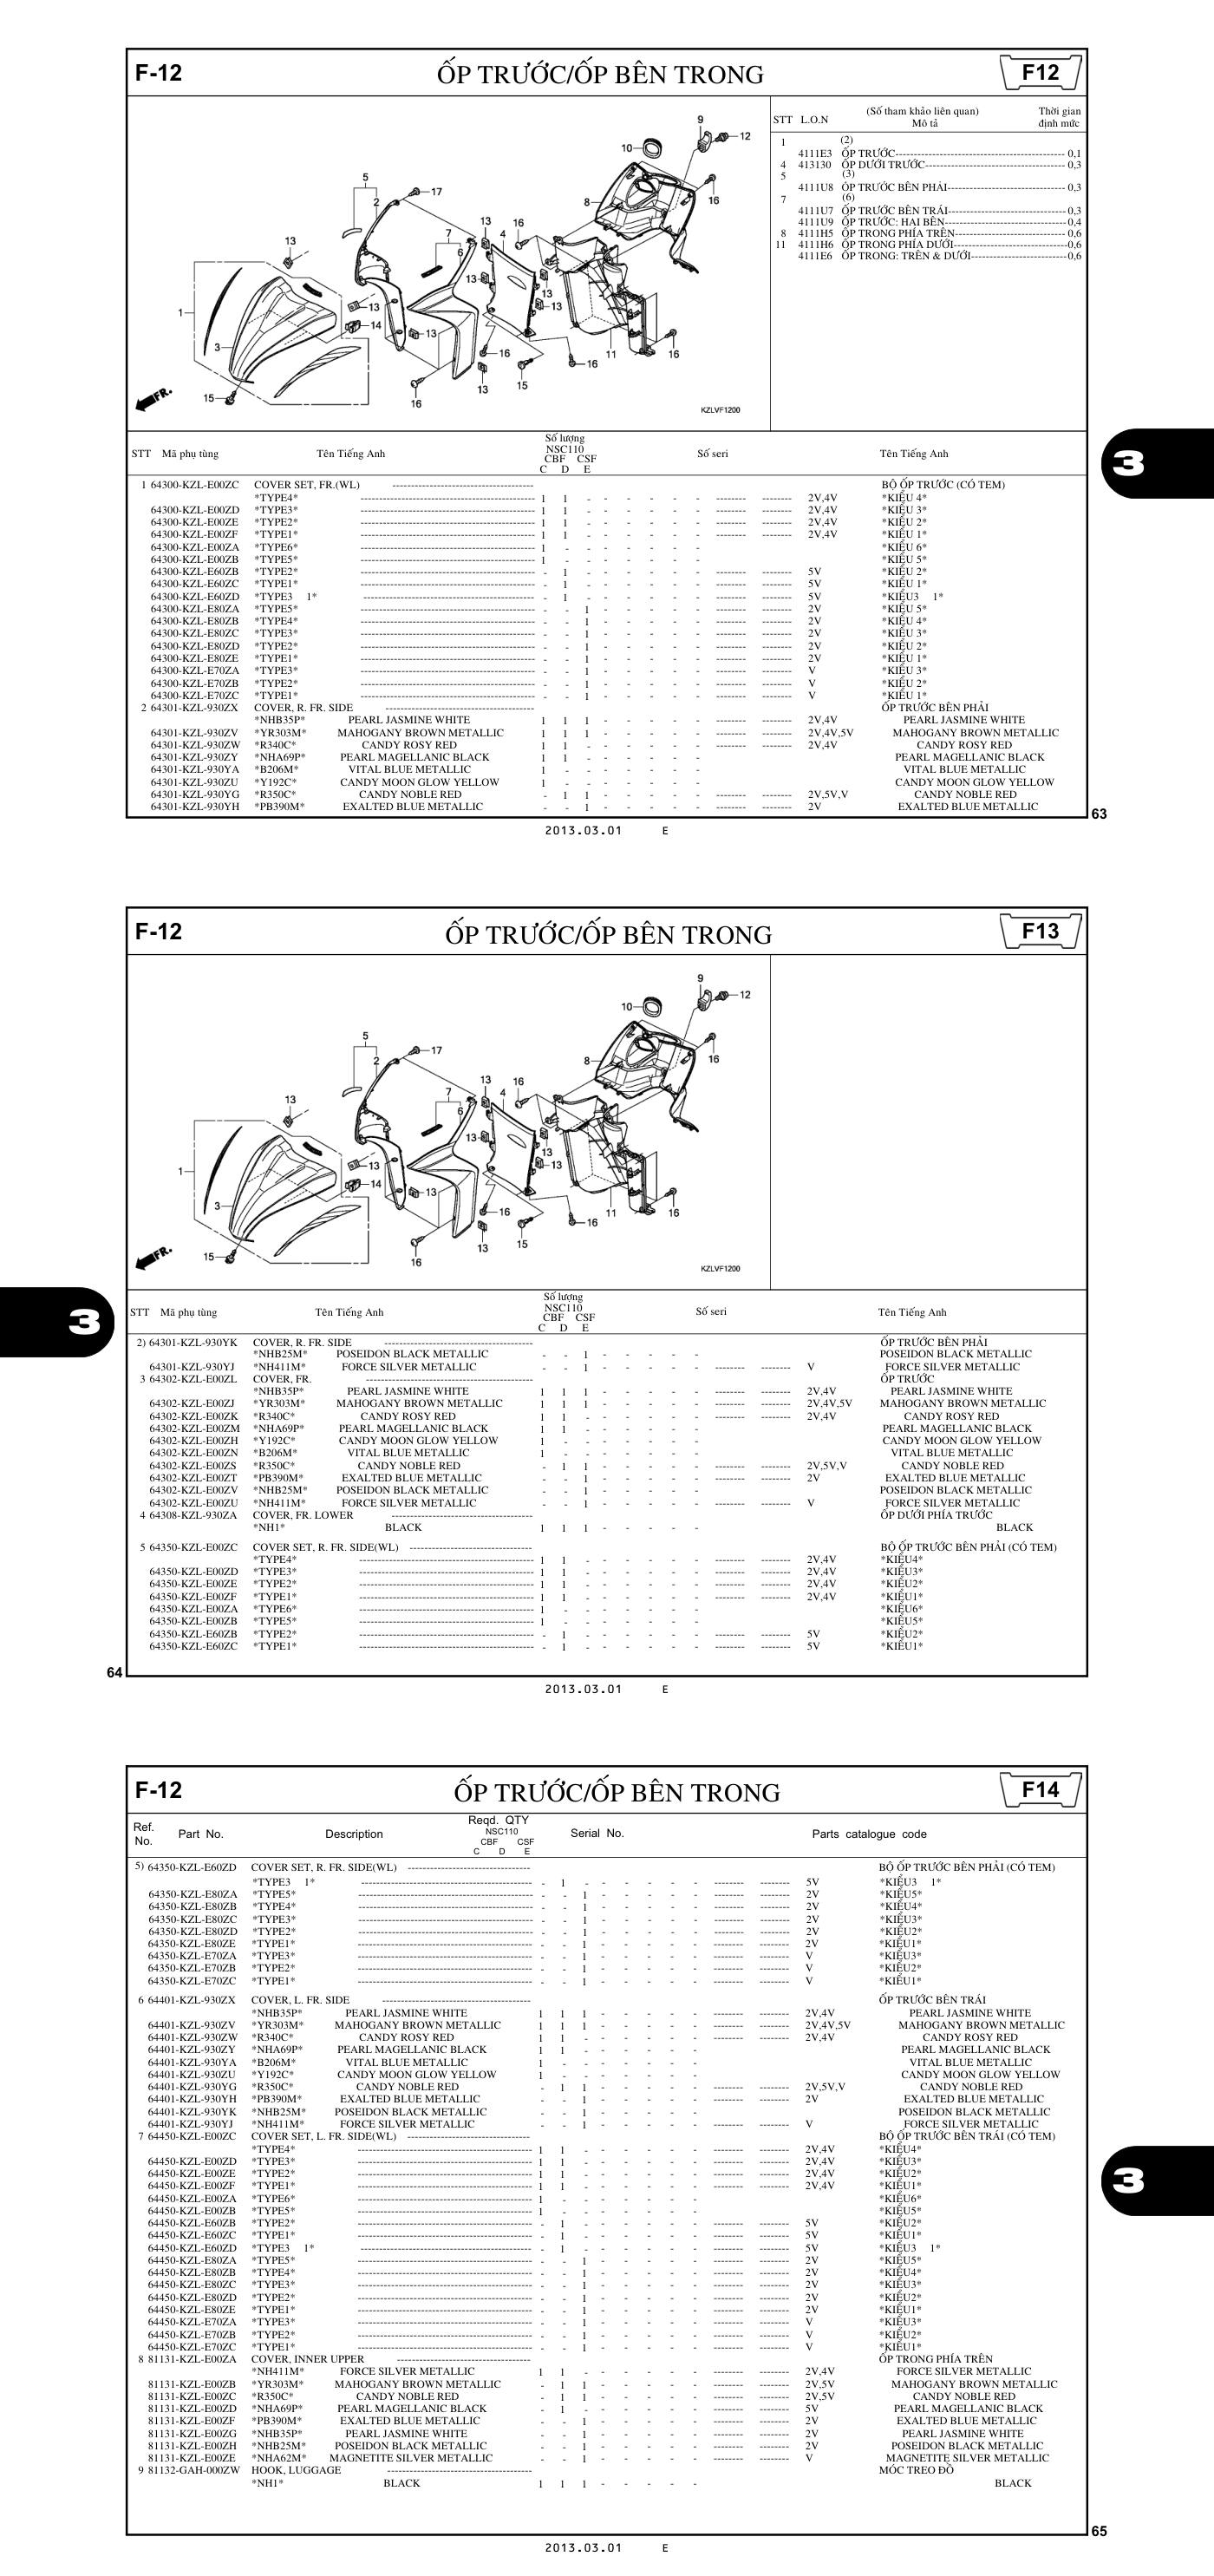 F-12 ỐP TRƯỚC/ỐP BÊN TRONG F12
STT L.O.N (Số tham khảo liên quan) Mô tả Thời gian định mức
1 (2)
4111E3 ỐP TRƯỚC 0,1
4 413130 ỐP DƯỚI TRƯỚC 0,3
5 (3)
4111U8 ỐP TRƯỚC BÊN PHẢI 0,3
7 (6)
4111U7 ỐP TRƯỚC BÊN TRÁI 0,3
4111U9 ỐP TRƯỚC: HAI BÊN 0,4
8 4111H5 ỐP TRONG PHÍA TRÊN 0,6
11 4111H6 ỐP TRONG PHÍA DƯỚI 0,6
4111E6 ỐP TRONG: TRÊN & DƯỚI 0,6
9 12 10 16 8 5 17 2 13 16 7 4 6 13 13 13 13 1 14 13 3 16 11 16 16 15 13 15 16
FR.
KZLVF1200
STT Mã phụ tùng Tên Tiếng Anh Số lượng NSC110 CBF CSF C D E Số seri Tên Tiếng Anh
1 64300-KZL-E00ZC COVER SET, FR.(WL) BỘ ỐP TRƯỚC (CÓ TEM)
*TYPE4* 1 1 - - - - - - 2V,4V *KIỂU 4*
64300-KZL-E00ZD *TYPE3* 1 1 - - - - - - 2V,4V *KIỂU 3*
64300-KZL-E00ZE *TYPE2* 1 1 - - - - - - 2V,4V *KIỂU 2*
64300-KZL-E00ZF *TYPE1* 1 1 - - - - - - 2V,4V *KIỂU 1*
64300-KZL-E00ZA *TYPE6* 1 - - - - - - - *KIỂU 6*
64300-KZL-E00ZB *TYPE5* 1 - - - - - - - *KIỂU 5*
64300-KZL-E60ZB *TYPE2* - 1 - - - - - - 5V *KIỂU 2*
64300-KZL-E60ZC *TYPE1* - 1 - - - - - - 5V *KIỂU 1*
64300-KZL-E60ZD *TYPE3 1* - 1 - - - - - - 5V *KIỂU3 1*
64300-KZL-E80ZA *TYPE5* - - 1 - - - - - 2V *KIỂU 5*
64300-KZL-E80ZB *TYPE4* - - 1 - - - - - 2V *KIỂU 4*
64300-KZL-E80ZC *TYPE3* - - 1 - - - - - 2V *KIỂU 3*
64300-KZL-E80ZD *TYPE2* - - 1 - - - - - 2V *KIỂU 2*
64300-KZL-E80ZE *TYPE1* - - 1 - - - - - 2V *KIỂU 1*
64300-KZL-E70ZA *TYPE3* - - 1 - - - - - V *KIỂU 3*
64300-KZL-E70ZB *TYPE2* - - 1 - - - - - V *KIỂU 2*
64300-KZL-E70ZC *TYPE1* - - 1 - - - - - V *KIỂU 1*
2 64301-KZL-930ZX COVER, R. FR. SIDE ỐP TRƯỚC BÊN PHẢI
*NHB35P* PEARL JASMINE WHITE 1 1 1 - - - - - 2V,4V PEARL JASMINE WHITE
64301-KZL-930ZV *YR303M* MAHOGANY BROWN METALLIC 1 1 1 - - - - - 2V,4V,5V MAHOGANY BROWN METALLIC
64301-KZL-930ZW *R340C* CANDY ROSY RED 1 1 - - - - - - 2V,4V CANDY ROSY RED
64301-KZL-930ZY *NHA69P* PEARL MAGELLANIC BLACK 1 1 - - - - - - PEARL MAGELLANIC BLACK
64301-KZL-930YA *B206M* VITAL BLUE METALLIC 1 - - - - - - - VITAL BLUE METALLIC
64301-KZL-930ZU *Y192C* CANDY MOON GLOW YELLOW 1 - - - - - - - CANDY MOON GLOW YELLOW
64301-KZL-930YG *R350C* CANDY NOBLE RED - 1 1 - - - - - 2V,5V,V CANDY NOBLE RED
64301-KZL-930YH *PB390M* EXALTED BLUE METALLIC - - 1 - - - - - 2V EXALTED BLUE METALLIC
3
63
2013.03.01 E
F-12 ỐP TRƯỚC/ỐP BÊN TRONG F13
9 12 10 16 8 5 17 2 13 16 7 4 6 13 13 13 13 1 14 13 3 16 11 16 16 15 13 15 16
FR.
KZLVF1200
3
STT Mã phụ tùng Tên Tiếng Anh Số lượng NSC110 CBF CSF C D E Số seri Tên Tiếng Anh
2) 64301-KZL-930YK COVER, R. FR. SIDE ỐP TRƯỚC BÊN PHẢI
*NHB25M* POSEIDON BLACK METALLIC - - 1 - - - - - POSEIDON BLACK METALLIC
64301-KZL-930YJ *NH411M* FORCE SILVER METALLIC - - 1 - - - - - V FORCE SILVER METALLIC
3 64302-KZL-E00ZL COVER, FR. ỐP TRƯỚC
*NHB35P* PEARL JASMINE WHITE 1 1 1 - - - - - 2V,4V PEARL JASMINE WHITE
64302-KZL-E00ZJ *YR303M* MAHOGANY BROWN METALLIC 1 1 1 - - - - - 2V,4V,5V MAHOGANY BROWN METALLIC
64302-KZL-E00ZK *R340C* CANDY ROSY RED 1 1 - - - - - - 2V,4V CANDY ROSY RED
64302-KZL-E00ZM *NHA69P* PEARL MAGELLANIC BLACK 1 1 - - - - - - PEARL MAGELLANIC BLACK
64302-KZL-E00ZH *Y192C* CANDY MOON GLOW YELLOW 1 - - - - - - - CANDY MOON GLOW YELLOW
64302-KZL-E00ZN *B206M* VITAL BLUE METALLIC 1 - - - - - - - VITAL BLUE METALLIC
64302-KZL-E00ZS *R350C* CANDY NOBLE RED - 1 1 - - - - - 2V,5V,V CANDY NOBLE RED
64302-KZL-E00ZT *PB390M* EXALTED BLUE METALLIC - - 1 - - - - - 2V EXALTED BLUE METALLIC
64302-KZL-E00ZV *NHB25M* POSEIDON BLACK METALLIC - - 1 - - - - - POSEIDON BLACK METALLIC
64302-KZL-E00ZU *NH411M* FORCE SILVER METALLIC - - 1 - - - - - V FORCE SILVER METALLIC
4 64308-KZL-930ZA COVER, FR. LOWER ỐP DƯỚI PHÍA TRƯỚC
*NH1* BLACK 1 1 1 - - - - - BLACK
5 64350-KZL-E00ZC COVER SET, R. FR. SIDE(WL) BỘ ỐP TRƯỚC BÊN PHẢI (CÓ TEM)
*TYPE4* 1 1 - - - - - - 2V,4V *KIỂU4*
64350-KZL-E00ZD *TYPE3* 1 1 - - - - - - 2V,4V *KIỂU3*
64350-KZL-E00ZE *TYPE2* 1 1 - - - - - - 2V,4V *KIỂU2*
64350-KZL-E00ZF *TYPE1* 1 1 - - - - - - 2V,4V *KIỂU1*
64350-KZL-E00ZA *TYPE6* 1 - - - - - - - *KIỂU6*
64350-KZL-E00ZB *TYPE5* 1 - - - - - - - *KIỂU5*
64350-KZL-E60ZB *TYPE2* - 1 - - - - - - 5V *KIỂU2*
64350-KZL-E60ZC *TYPE1* - 1 - - - - - - 5V *KIỂU1*
64
2013.03.01 E
F-12 ỐP TRƯỚC/ỐP BÊN TRONG F14
Ref. No. Part No. Description Reqd. QTY NSC110 CBF CSF C D E Serial No. Parts catalogue code
5) 64350-KZL-E60ZD COVER SET, R. FR. SIDE(WL) BỘ ỐP TRƯỚC BÊN PHẢI (CÓ TEM)
*TYPE3 1* - 1 - - - - - - 5V *KIỂU3 1*
64350-KZL-E80ZA *TYPE5* - - 1 - - - - - 2V *KIỂU5*
64350-KZL-E80ZB *TYPE4* - - 1 - - - - - 2V *KIỂU4*
64350-KZL-E80ZC *TYPE3* - - 1 - - - - - 2V *KIỂU3*
64350-KZL-E80ZD *TYPE2* - - 1 - - - - - 2V *KIỂU2*
64350-KZL-E80ZE *TYPE1* - - 1 - - - - - 2V *KIỂU1*
64350-KZL-E70ZA *TYPE3* - - 1 - - - - - V *KIỂU3*
64350-KZL-E70ZB *TYPE2* - - 1 - - - - - V *KIỂU2*
64350-KZL-E70ZC *TYPE1* - - 1 - - - - - V *KIỂU1*
6 64401-KZL-930ZX COVER, L. FR. SIDE ỐP TRƯỚC BÊN TRÁI
*NHB35P* PEARL JASMINE WHITE 1 1 1 - - - - - 2V,4V PEARL JASMINE WHITE
64401-KZL-930ZV *YR303M* MAHOGANY BROWN METALLIC 1 1 1 - - - - - 2V,4V,5V MAHOGANY BROWN METALLIC
64401-KZL-930ZW *R340C* CANDY ROSY RED 1 1 - - - - - - 2V,4V CANDY ROSY RED
64401-KZL-930ZY *NHA69P* PEARL MAGELLANIC BLACK 1 1 - - - - - - PEARL MAGELLANIC BLACK
64401-KZL-930YA *B206M* VITAL BLUE METALLIC 1 - - - - - - - VITAL BLUE METALLIC
64401-KZL-930ZU *Y192C* CANDY MOON GLOW YELLOW 1 - - - - - - - CANDY MOON GLOW YELLOW
64401-KZL-930YG *R350C* CANDY NOBLE RED - 1 1 - - - - - 2V,5V,V CANDY NOBLE RED
64401-KZL-930YH *PB390M* EXALTED BLUE METALLIC - - 1 - - - - - 2V EXALTED BLUE METALLIC
64401-KZL-930YK *NHB25M* POSEIDON BLACK METALLIC - - 1 - - - - - POSEIDON BLACK METALLIC
64401-KZL-930YJ *NH411M* FORCE SILVER METALLIC - - 1 - - - - - V FORCE SILVER METALLIC
7 64450-KZL-E00ZC COVER SET, L. FR. SIDE(WL) BỘ ỐP TRƯỚC BÊN TRÁI (CÓ TEM)
*TYPE4* 1 1 - - - - - - 2V,4V *KIỂU4*
64450-KZL-E00ZD *TYPE3* 1 1 - - - - - - 2V,4V *KIỂU3*
64450-KZL-E00ZE *TYPE2* 1 1 - - - - - - 2V,4V *KIỂU2*
64450-KZL-E00ZF *TYPE1* 1 1 - - - - - - 2V,4V *KIỂU1*
64450-KZL-E00ZA *TYPE6* 1 - - - - - - - *KIỂU6*
64450-KZL-E00ZB *TYPE5* 1 - - - - - - - *KIỂU5*
64450-KZL-E60ZB *TYPE2* - 1 - - - - - - 5V *KIỂU2*
64450-KZL-E60ZC *TYPE1* - 1 - - - - - - 5V *KIỂU1*
64450-KZL-E60ZD *TYPE3 1* - 1 - - - - - - 5V *KIỂU3 1*
64450-KZL-E80ZA *TYPE5* - - 1 - - - - - 2V *KIỂU5*
64450-KZL-E80ZB *TYPE4* - - 1 - - - - - 2V *KIỂU4*
64450-KZL-E80ZC *TYPE3* - - 1 - - - - - 2V *KIỂU3*
64450-KZL-E80ZD *TYPE2* - - 1 - - - - - 2V *KIỂU2*
64450-KZL-E80ZE *TYPE1* - - 1 - - - - - 2V *KIỂU1*
64450-KZL-E70ZA *TYPE3* - - 1 - - - - - V *KIỂU3*
64450-KZL-E70ZB *TYPE2* - - 1 - - - - - V *KIỂU2*
64450-KZL-E70ZC *TYPE1* - - 1 - - - - - V *KIỂU1*
8 81131-KZL-E00ZA COVER, INNER UPPER ỐP TRONG PHÍA TRÊN
*NH411M* FORCE SILVER METALLIC 1 1 - - - - - - 2V,4V FORCE SILVER METALLIC
81131-KZL-E00ZB *YR303M* MAHOGANY BROWN METALLIC - 1 1 - - - - - 2V,5V MAHOGANY BROWN METALLIC
81131-KZL-E00ZC *R350C* CANDY NOBLE RED - 1 1 - - - - - 2V,5V CANDY NOBLE RED
81131-KZL-E00ZD *NHA69P* PEARL MAGELLANIC BLACK - 1 - - - - - - 5V PEARL MAGELLANIC BLACK
81131-KZL-E00ZF *PB390M* EXALTED BLUE METALLIC - - 1 - - - - - 2V EXALTED BLUE METALLIC
81131-KZL-E00ZG *NHB35P* PEARL JASMINE WHITE - - 1 - - - - - 2V PEARL JASMINE WHITE
81131-KZL-E00ZH *NHB25M* POSEIDON BLACK METALLIC - - 1 - - - - - 2V POSEIDON BLACK METALLIC
81131-KZL-E00ZE *NHA62M* MAGNETITE SILVER METALLIC - - 1 - - - - - V MAGNETITE SILVER METALLIC
9 81132-GAH-000ZW HOOK, LUGGAGE MÓC TREO ĐỒ
*NH1* BLACK 1 1 1 - - - - - BLACK
3
65
2013.03.01 E